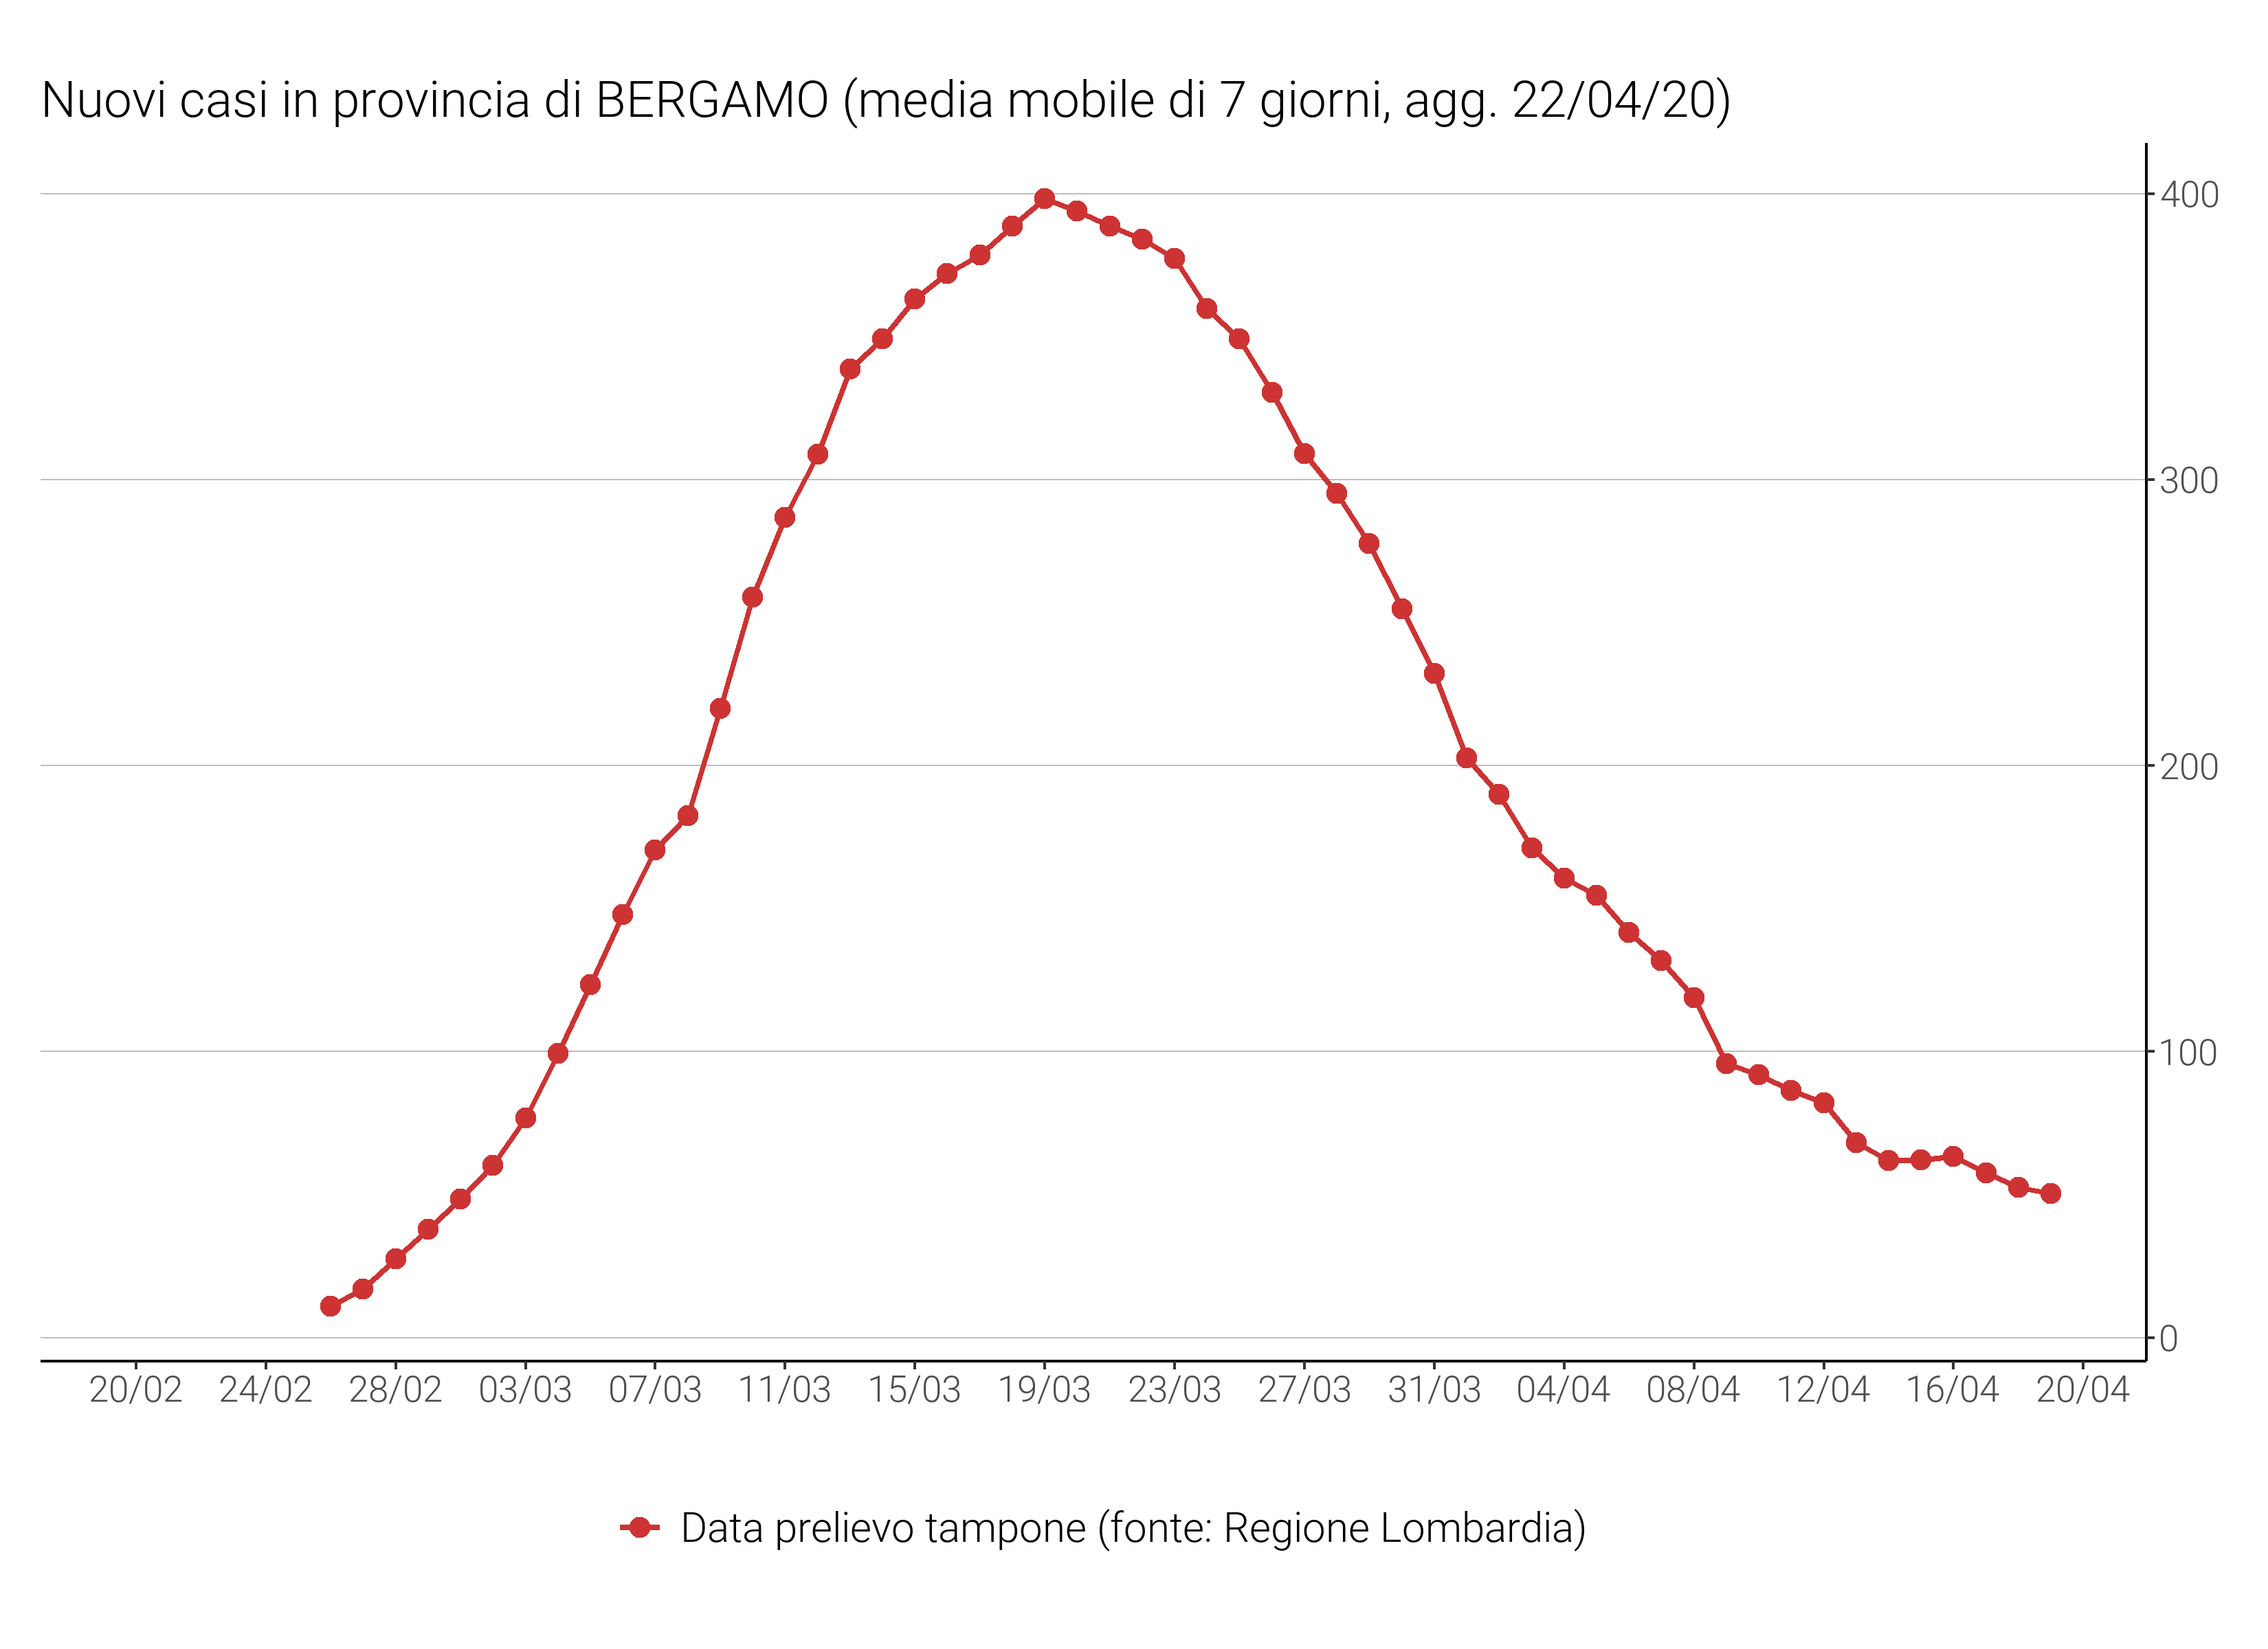 Nuovi casi in provincia di BERGAMO (media mobile di 7 giorni, agg. 22/04/20)
400
300
200
100
0
20/02 24/02 28/02 03/03 07/03 11/03 15/03 19/03 23/03 27/03 31/03 04/04 08/04 12/04 16/04 20/04
Data prelievo tampone (fonte: Regione Lombardia)